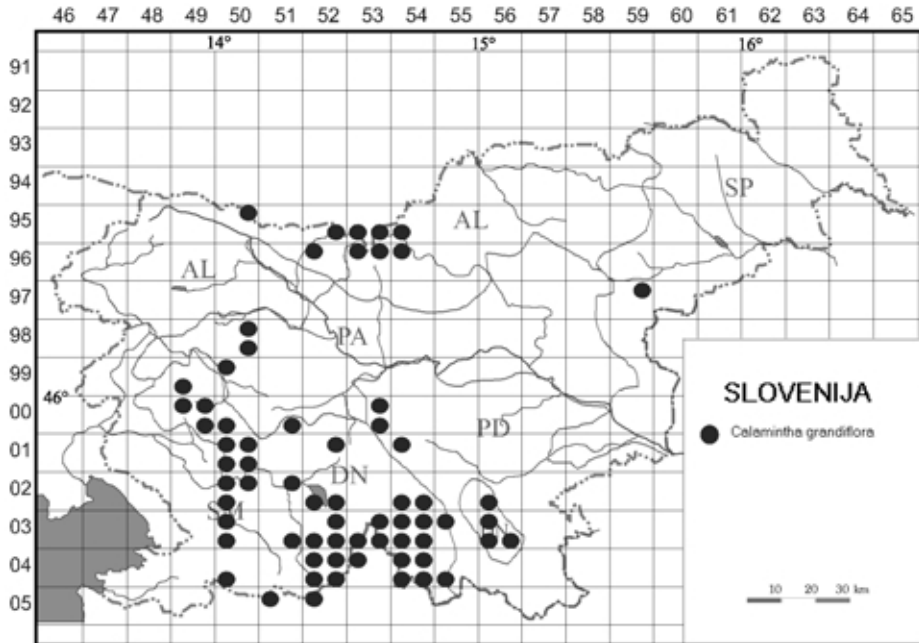 46 47 48 49 50 51 52 53 54 55 56 57 58 59 60 61 62 63 64 65
14° 15° 16°
91
92
93
94
SP
95
AL
96
AL
97
98
PA
99
SLOVENIJA
46°
00
Calamintha grandiflora
PD
01
DN
02
SM
03
04
10 20 30 km
05